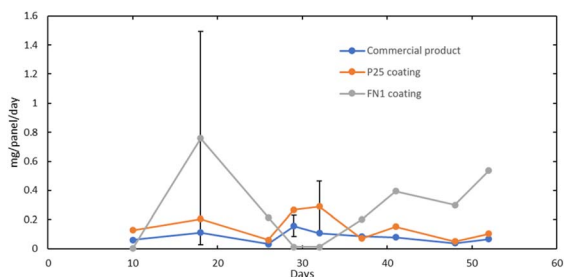 1.6
1.4
1.2
1
0.8
0.6
0.4
0.2
0
mg/panel/day
Commercial product
P25 coating
FN1 coating
0 10 20 30 40 50 60
Days